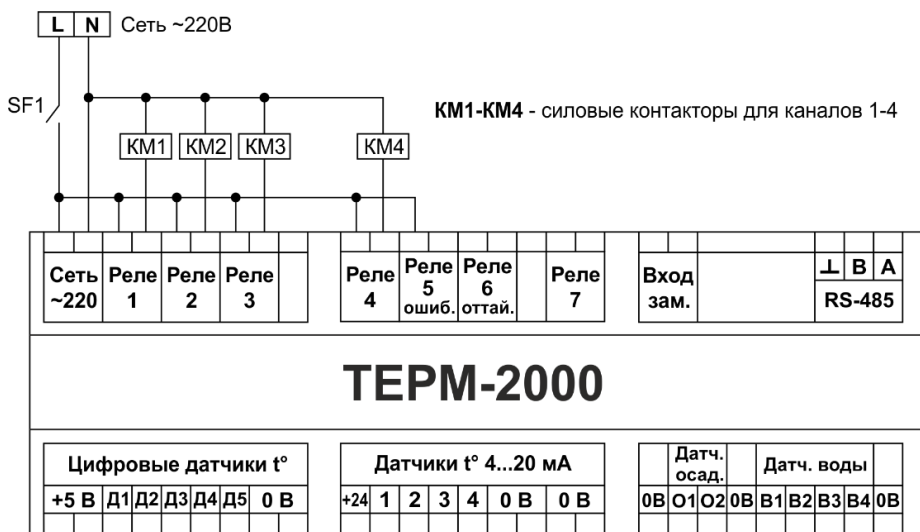 L N Сеть ~220В
SF1
КМ1-КМ4 - силовые контакторы для каналов 1-4
КМ1 КМ2 КМ3 КМ4
Сеть ~220
Реле 1
Реле 2
Реле 3
Реле 4
Реле 5 ошиб.
Реле 6 оттай.
Реле 7
Вход зам.
⊥ B A
RS-485
ТЕРМ-2000
Цифровые датчики t°
+5 В Д1 Д2 Д3 Д4 Д5 0 В
Датчики t° 4...20 мА
+24 1 2 3 4 0 В 0 В
Датч. осад.
Датч. воды
0В О1 О2 0В В1 В2 В3 В4 0В